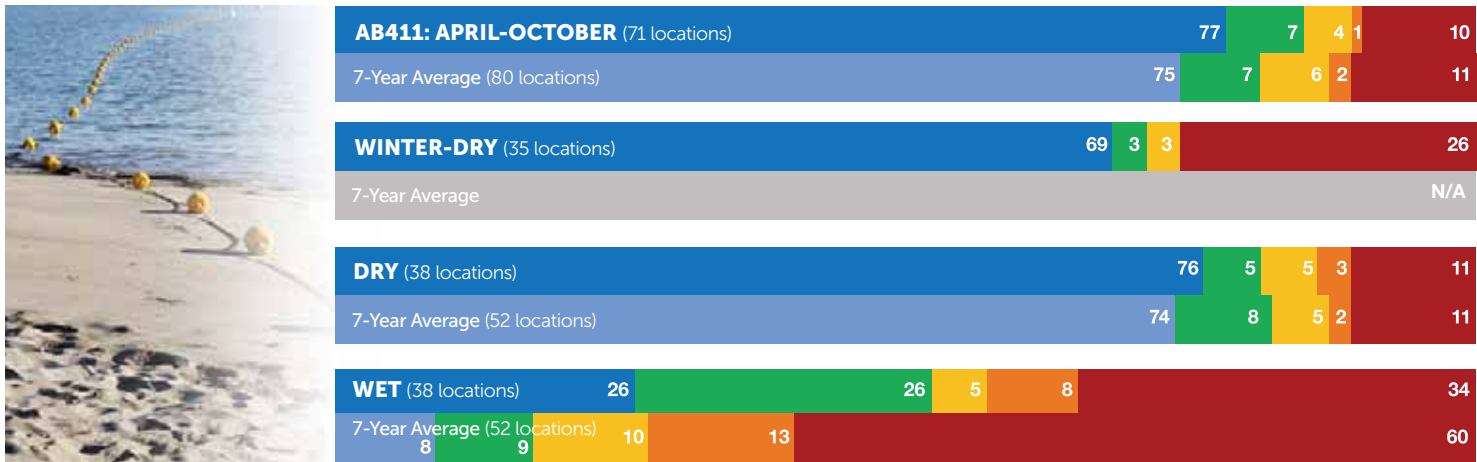 AB411: APRIL-OCTOBER (71 locations) 77 7 4 1 10
7-Year Average (80 locations) 75 7 6 2 11
WINTER-DRY (35 locations) 69 3 3 26
7-Year Average N/A
DRY (38 locations) 76 5 5 3 11
7-Year Average (52 locations) 74 8 5 2 11
WET (38 locations) 26 26 5 8 34
7-Year Average (52 locations) 8 9 10 13 60